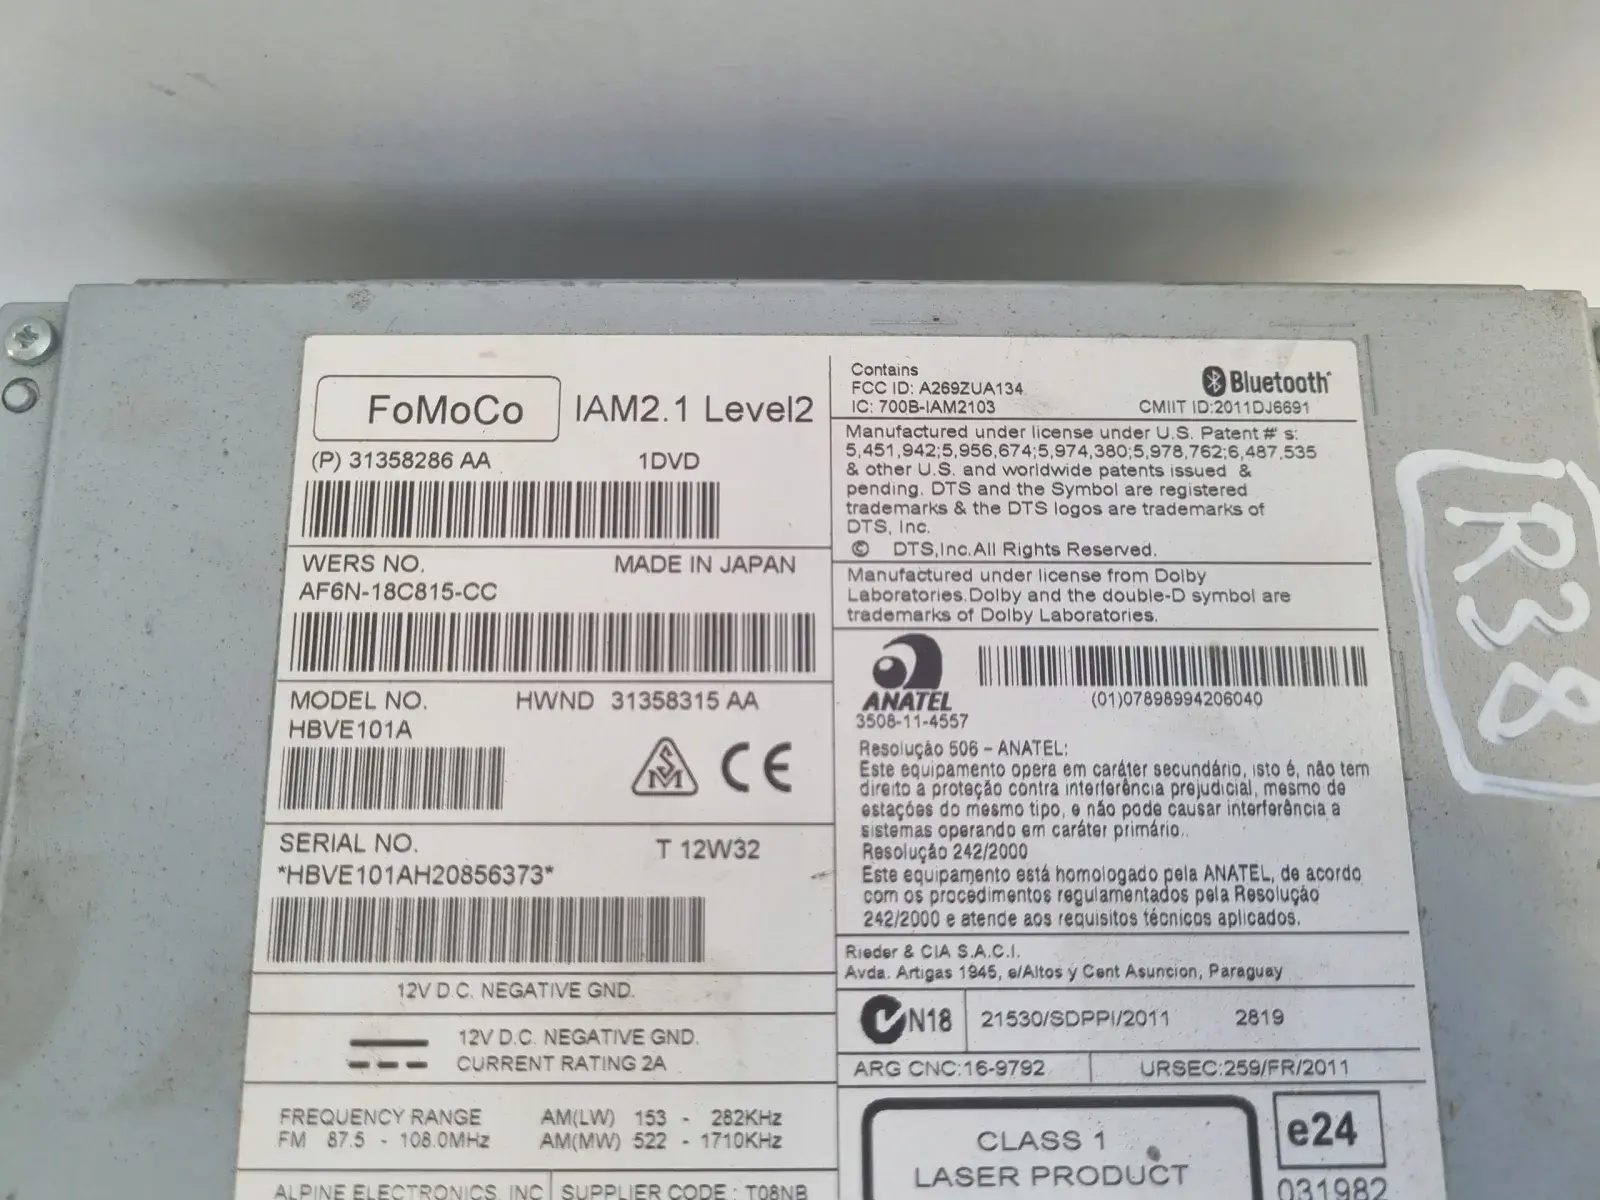 FoMoCo IAM2.1 Level2
(P) 31358286 AA 1DVD
WERS NO. MADE IN JAPAN
AF6N-18C815-CC
MODEL NO. HWND 31358315 AA
HBVE101A
CE
SERIAL NO. T 12W32
*HBVE101AH20856373*
12V D.C. NEGATIVE GND.
12V D.C. NEGATIVE GND.
CURRENT RATING 2A
FREQUENCY RANGE AM(LW) 153 - 282KHz
FM 87.5 - 108.0MHz AM(MW) 522 - 1710KHz
ALPINE ELECTRONICS, INC SUPPLIER CODE : T08NB
Contains
FCC ID: A269ZUA134
IC: 700B-IAM2103
Bluetooth
CMIIT ID:2011DJ6691
Manufactured under license under U.S. Patent # s:
5,451,942;5,956,674;5,974,380;5,978,762;6,487,535
& other U.S. and worldwide patents issued &
pending. DTS and the Symbol are registered
trademarks & the DTS logos are trademarks of
DTS, Inc.
© DTS,Inc.All Rights Reserved.
Manufactured under license from Dolby
Laboratories.Dolby and the double-D symbol are
trademarks of Dolby Laboratories.
ANATEL
3508-11-4557
(01)07898994206040
Resolução 506 - ANATEL:
Este equipamento opera em caráter secundário, isto é, não tem
direito a proteção contra interferência prejudicial, mesmo de
estações do mesmo tipo, e não pode causar interferência a
sistemas operando em caráter primário..
Resolução 242/2000
Este equipamento está homologado pela ANATEL, de acordo
com os procedimentos regulamentados pela Resolução
242/2000 e atende aos requisitos técnicos aplicados.
Rieder & CIA S.A.C.I.
Avda. Artigas 1945, e/Altos y Cent Asuncion, Paraguay
N18 21530/SDPPI/2011 2819
ARG CNC:16-9792 URSEC:259/FR/2011
CLASS 1
LASER PRODUCT
e24
031982
R38